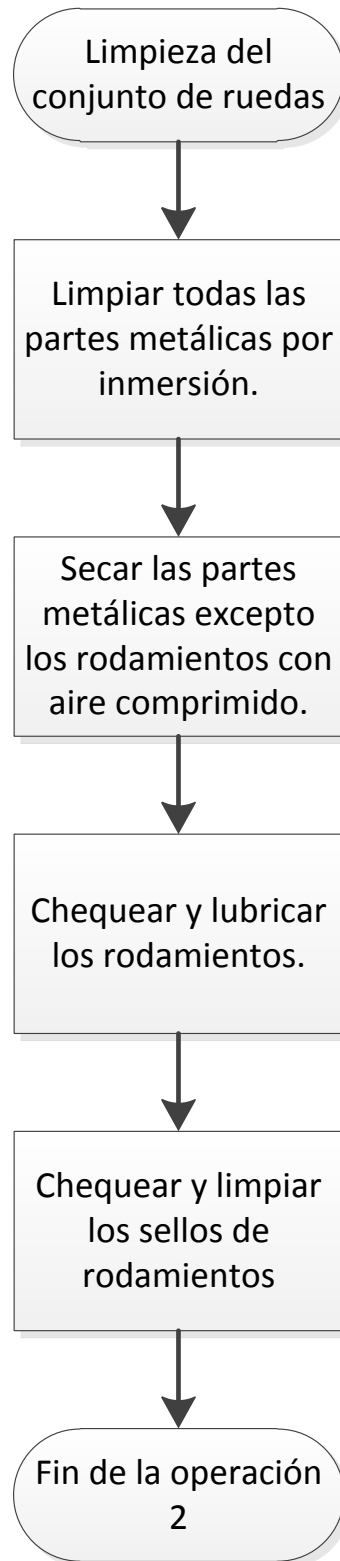 Limpieza del
conjunto de ruedas
Limpiar todas las
partes metálicas por
inmersión.
Secar las partes
metálicas excepto
los rodamientos con
aire comprimido.
Chequear y lubricar
los rodamientos.
Chequear y limpiar
los sellos de
rodamientos
Fin de la operación
2